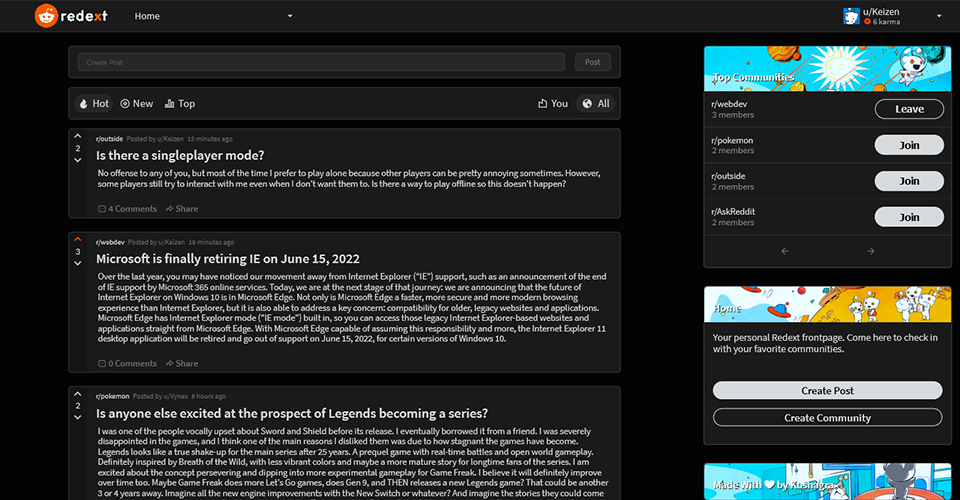 redext
Home
u/Keizen
6 karma
Create Post
Post
Hot
New
Top
You
All
2
r/outside Posted by u/Keizen 15 minutes ago
Is there a singleplayer mode?
No offense to any of you, but most of the time I prefer to play alone because other players can be pretty annoying sometimes. However,
some players still try to interact with me even when I don't want them to. Is there a way to play offline so this doesn't happen?
4 Comments
Share
3
r/webdev Posted by u/Keizen 19 minutes ago
Microsoft is finally retiring IE on June 15, 2022
Over the last year, you may have noticed our movement away from Internet Explorer ("IE") support, such as an announcement of the end
of IE support by Microsoft 365 online services. Today, we are at the next stage of that journey: we are announcing that the future of
Internet Explorer on Windows 10 is in Microsoft Edge. Not only is Microsoft Edge a faster, more secure and more modern browsing
experience than Internet Explorer, but it is also able to address a key concern: compatibility for older, legacy websites and applications.
Microsoft Edge has Internet Explorer mode ("IE mode") built in, so you can access those legacy Internet Explorer-based websites and
applications straight from Microsoft Edge. With Microsoft Edge capable of assuming this responsibility and more, the Internet Explorer 11
desktop application will be retired and go out of support on June 15, 2022, for certain versions of Windows 10.
0 Comments
Share
2
r/pokemon Posted by u/Vynex 6 hours ago
Is anyone else excited at the prospect of Legends becoming a series?
I was one of the people vocally upset about Sword and Shield before its release. I eventually borrowed it from a friend. I was severely
disappointed in the games, and I think one of the main reasons I disliked them was due to how stagnant the games have become.
Legends looks like a true shake-up for the main series after 25 years. A prequel game with real-time battles and open world gameplay.
Definitely inspired by Breath of the Wild, with less vibrant colors and maybe a more mature story for longtime fans of the series. I am
excited about the concept persevering and dipping into more experimental gameplay for Game Freak. I believe it will definitely improve
over time too. Maybe Game Freak does more Let's Go games, does Gen 9, and THEN releases a new Legends game? That could be another
3 or 4 years away. Imagine all the new engine improvements with the New Switch or whatever? And imagine the stories they could come
Top Communities
r/webdev
3 members
Leave
r/pokemon
2 members
Join
r/outside
2 members
Join
r/AskReddit
2 members
Join
Home
Your personal Redext frontpage. Come here to check in
with your favorite communities.
Create Post
Create Community
Made With by Kushagra